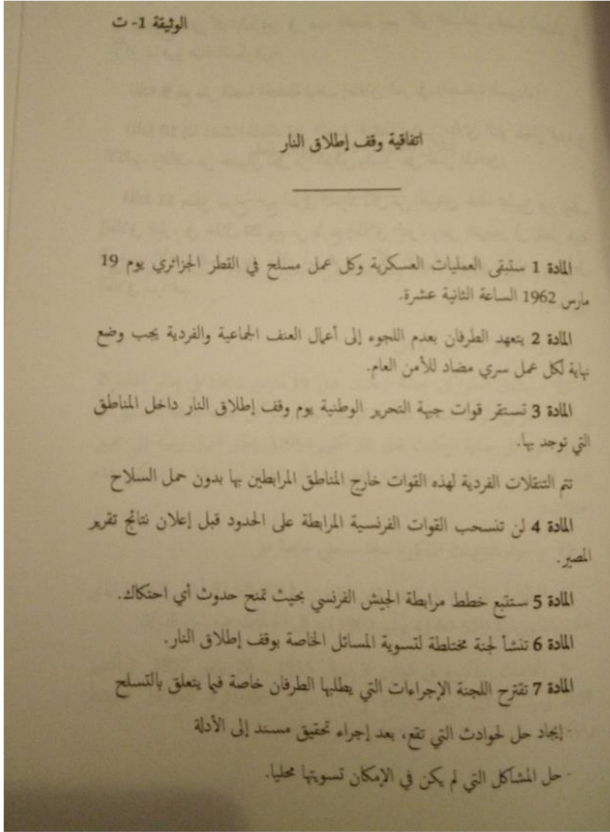 الوثيقة 1- ت
اتفاقية وقف إطلاق النار
المادة 1 ستبقى العمليات العسكرية وكل عمل مسلح في القطر الجزائري يوم 19
مارس 1962 الساعة الثانية عشرة.
المادة 2 يتعهد الطرفان بعدم اللجوء إلى أعمال العنف الجماعية والفردية يجب وضع
نهاية لكل عمل سري مضاد للأمن العام.
المادة 3 تستقر قوات جبهة التحرير الوطنية يوم وقف إطلاق النار داخل المناطق
التي توجد بها.
تتم التنقلات الفردية لهذه القوات خارج المناطق المرابطين بها بدون حمل السلاح
المادة 4 لن تنسحب القوات الفرنسية المرابطة على الحدود قبل إعلان نتائج تقرير
المصير.
المادة 5 ستتبع خطط مرابطة الجيش الفرنسي بحيث تمنح حدوث أي احتكاك.
المادة 6 تنشأ لجنة مختلطة لتسوية المسائل الخاصة بوقف إطلاق النار.
المادة 7 تقترح اللجنة الإجراءات التي يطلبها الطرفان خاصة فيما يتعلق بالتسلح
- إيجاد حل لحوادث التي تقع، بعد إجراء تحقيق مسند إلى الأدلة
- حل المشاكل التي لم يكن في الإمكان تسويتها محليا.